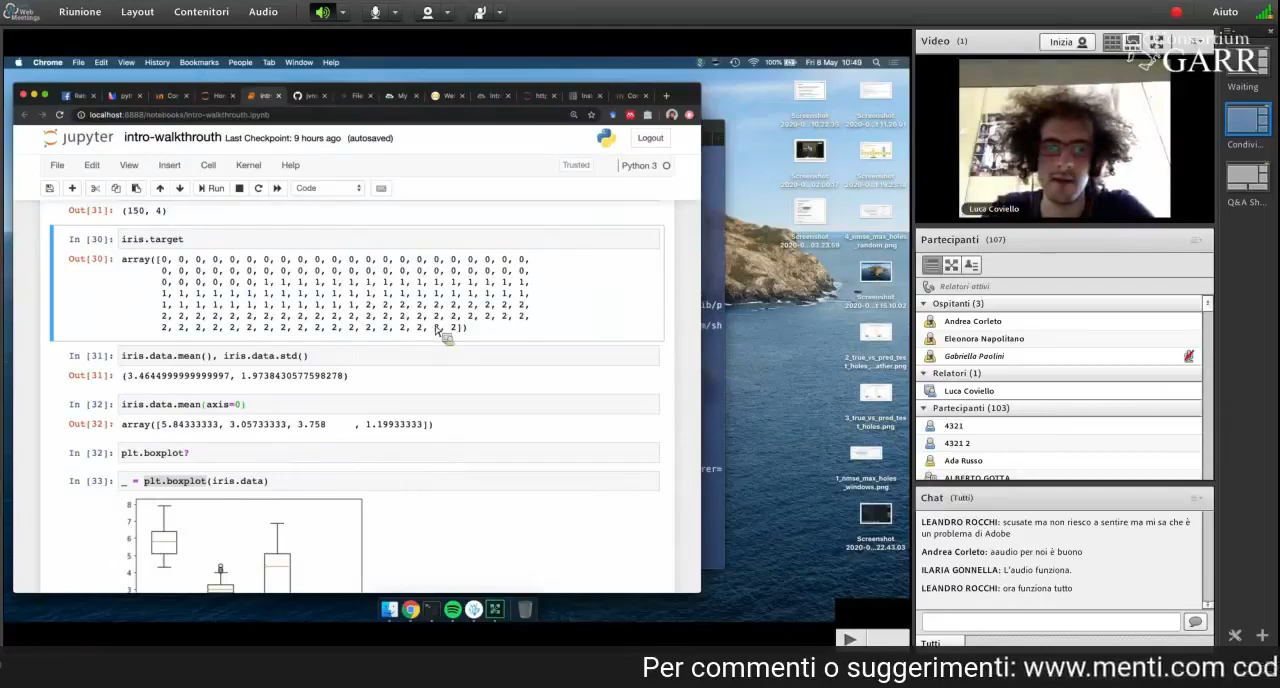 Web Meetings
Riunione Layout Contenitori Audio
Aiuto
Chrome File Edit View History Bookmarks People Tab Window Help
100% Fri 8 May 10:49
localhost:8888/notebooks/intro-walkthrouth.ipynb
jupyter intro-walkthrouth Last Checkpoint: 9 hours ago (autosaved)
Logout
File Edit View Insert Cell Kernel Help
Trusted Python 3
Run Code
Out[31]: (150, 4)
In [30]: iris.target
Out[30]: array([0, 0, 0, 0, 0, 0, 0, 0, 0, 0, 0, 0, 0, 0, 0, 0, 0, 0, 0, 0, 0, 0,
0, 0, 0, 0, 0, 0, 0, 0, 0, 0, 0, 0, 0, 0, 0, 0, 0, 0, 0, 0, 0, 0,
0, 0, 0, 0, 0, 0, 1, 1, 1, 1, 1, 1, 1, 1, 1, 1, 1, 1, 1, 1, 1, 1,
1, 1, 1, 1, 1, 1, 1, 1, 1, 1, 1, 1, 1, 1, 1, 1, 1, 1, 1, 1, 1, 1,
1, 1, 1, 1, 1, 1, 1, 1, 1, 1, 1, 1, 2, 2, 2, 2, 2, 2, 2, 2, 2, 2,
2, 2, 2, 2, 2, 2, 2, 2, 2, 2, 2, 2, 2, 2, 2, 2, 2, 2, 2, 2, 2, 2,
2, 2, 2, 2, 2, 2, 2, 2, 2, 2, 2, 2, 2, 2, 2, 2, 2, 2])
In [31]: iris.data.mean(), iris.data.std()
Out[31]: (3.4644999999999997, 1.9738430577598278)
In [32]: iris.data.mean(axis=0)
Out[32]: array([5.84333333, 3.05733333, 3.758 , 1.19933333])
In [32]: plt.boxplot?
In [33]: _ = plt.boxplot(iris.data)
8
7
6
5
4
3
Video (1)
Inizia
Consortium
GARR
Luca Coviello
Waiting
Condivi...
Q&A Sh...
Partecipanti (107)
Relatori attivi
Ospitanti (3)
Andrea Corleto
Eleonora Napolitano
Gabriella Paolini
Relatori (1)
Luca Coviello
Partecipanti (103)
4321
4321 2
Ada Russo
ALBERTO GOTTA
Chat (Tutti)
LEANDRO ROCCHI: scusate ma non riesco a sentire ma mi sa che è
un problema di Adobe
Andrea Corleto: aaudio per noi è buono
ILARIA GONNELLA: L'audio funziona.
LEANDRO ROCCHI: ora funziona tutto
Tutti
Per commenti o suggerimenti: www.menti.com cod